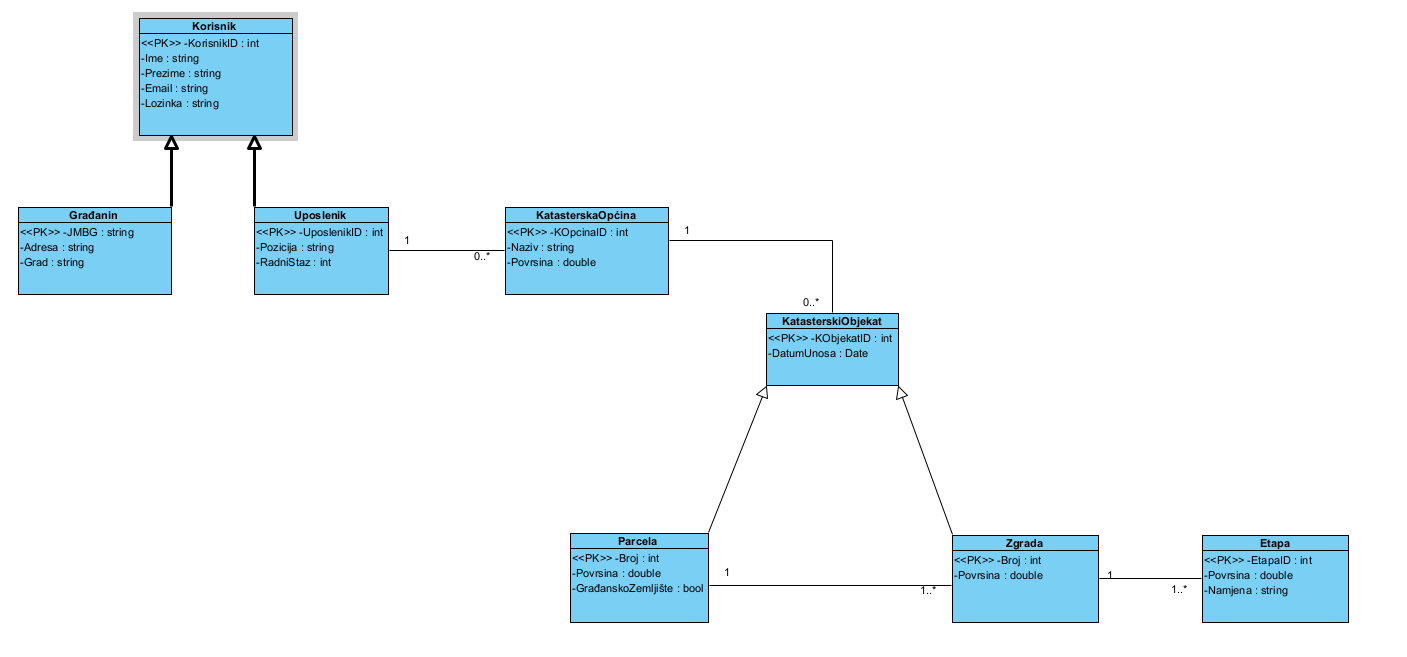 Korisnik
<<PK>> -KorisnikID : int
-Ime : string
-Prezime : string
-Email : string
-Lozinka : string
Građanin
<<PK>> -JMBG : string
-Adresa : string
-Grad : string
Uposlenik
<<PK>> -UposlenikID : int
-Pozicija : string
-RadniStaz : int
1
0..*
KatasterskaOpćina
<<PK>> -KOpcinaID : int
-Naziv : string
-Povrsina : double
1
0..*
KatasterskiObjekat
<<PK>> -KObjekatID : int
-DatumUnosa : Date
Parcela
<<PK>> -Broj : int
-Povrsina : double
-GrađanskoZemljište : bool
1
1..*
Zgrada
<<PK>> -Broj : int
-Povrsina : double
1
1..*
Etapa
<<PK>> -EtapaID : int
-Povrsina : double
-Namjena : string